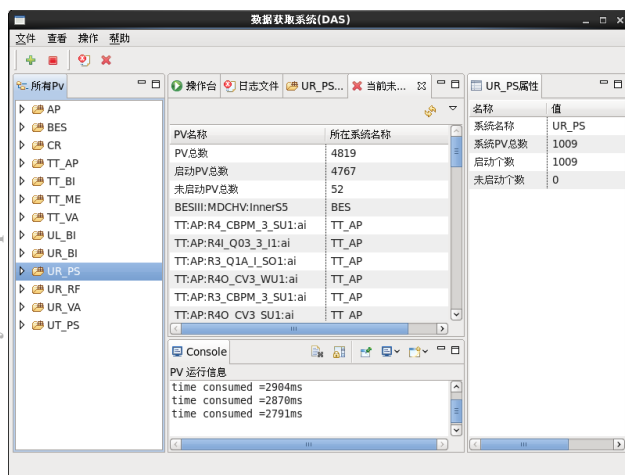 数据获取系统(DAS)
文件 查看 操作 帮助
所有Pv
AP
BES
CR
TT_AP
TT_BI
TT_ME
TT_VA
UL_BI
UR_BI
UR_PS
UR_RF
UR_VA
UT_PS
操作台 日志文件 UR_PS... 当前未...
PV名称 所在系统名称
PV总数 4819
启动PV总数 4767
未启动PV总数 52
BESIII:MDCHV:InnerS5 BES
TT:AP:R4_CBPM_3_SU1:ai TT_AP
TT:AP:R4I_Q03_3_I1:ai TT_AP
TT:AP:R3_Q1A_I_SO1:ai TT_AP
TT:AP:R4O_CV3_WU1:ai TT_AP
TT:AP:R3_CBPM_3_SU1:ai TT_AP
TT:AP:R4O_CV3_SU1:ai TT_AP
Console
PV 运行信息
time consumed =2904ms
time consumed =2870ms
time consumed =2791ms
UR_PS属性
名称 值
系统名称 UR_PS
系统PV总数 1009
启动个数 1009
未启动个数 0